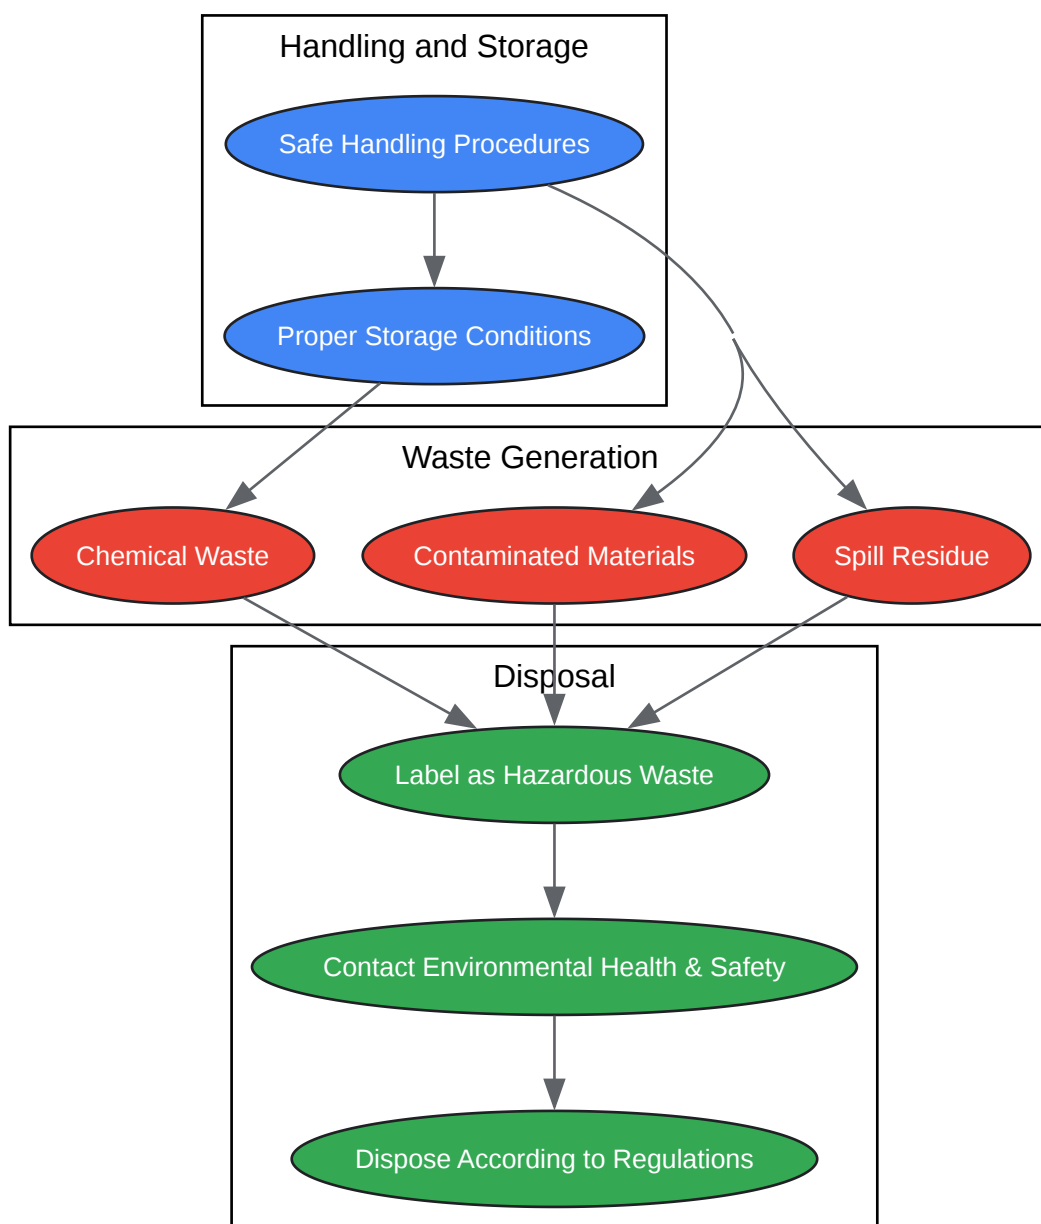 Handling and Storage
Safe Handling Procedures
Proper Storage Conditions
Waste Generation
Chemical Waste
Contaminated Materials
Spill Residue
Disposal
Label as Hazardous Waste
Contact Environmental Health & Safety
Dispose According to Regulations